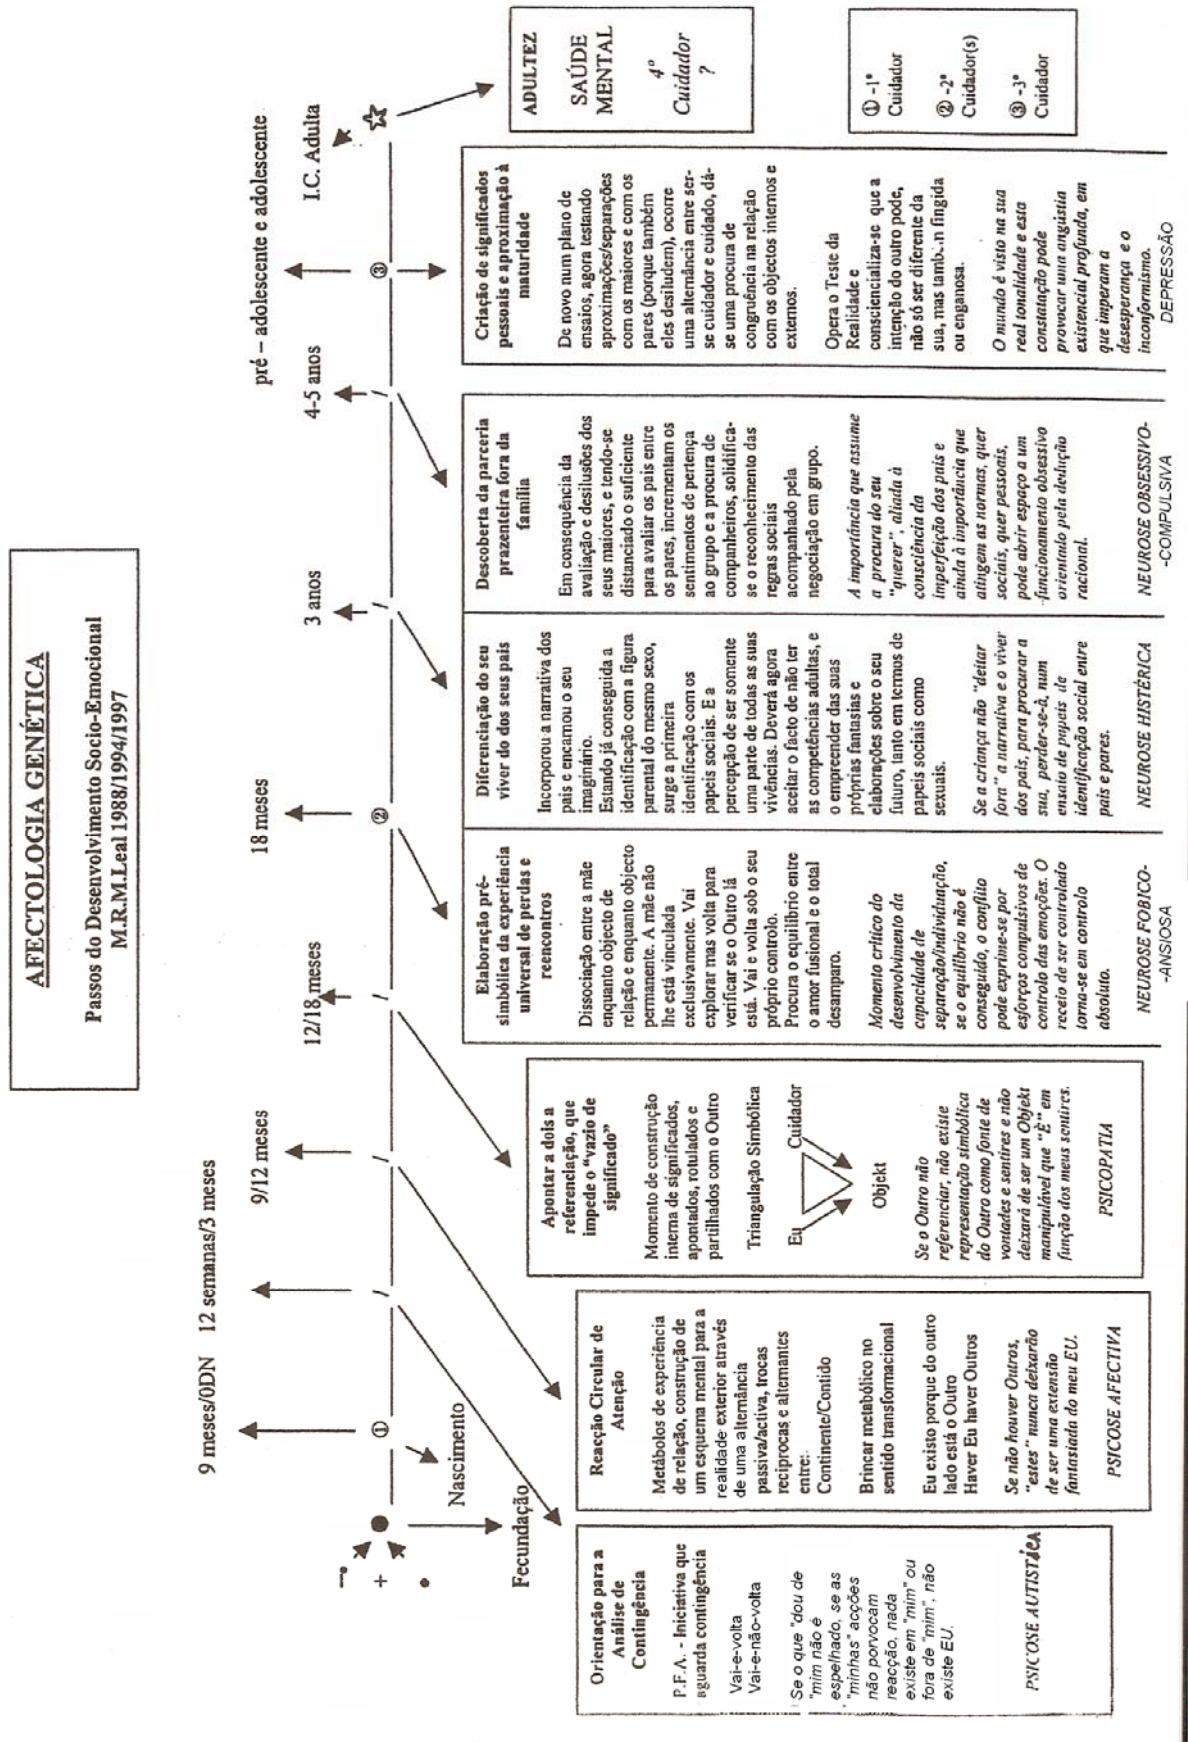 AFECTOLOGIA GENÉTICA
Passos do Desenvolvimento Socio-Emocional
M.R.M.Leal 1988/1994/1997
9 meses/0DN
12 semanas/3 meses
9/12 meses
12/18 meses
18 meses
3 anos
4-5 anos
pré – adolescente e adolescente
I.C. Adulta
+
①
②
③
Nascimento
Fecundação
Orientação para a
Análise de
Contingência
P.F.A. - Iniciativa que
aguarda contingência
Vai-e-volta
Vai-e-não-volta
Se o que "dou de
"mim não é
espelhado, se as
"minhas" acções
não porvocam
reacção, nada
existe em "mim" ou
fora de "mim", não
existe EU.
PSICOSE AUTISTÍCA
Reacção Circular de
Atenção
Metábolos de experiência
de relação, construção de
um esquema mental para a
realidade exterior através
de uma alternância
passiva/activa, trocas
reciprocas e alternantes
entre:
Continente/Contido
Brincar metabólico no
sentido transformacional
Eu existo porque do outro
lado está o Outro
Haver Eu haver Outros
Se não houver Outros,
"estes" nunca deixarão
de ser uma extensão
fantasiada do meu EU.
PSICOSE AFECTIVA
Apontar a dois a
referenciação, que
impede o "vazio de
significado"
Momento de construção
interna de significados,
apontados, rotulados e
partilhados com o Outro
Triangulação Simbólica
Eu
Cuidador
Objekt
Se o Outro não
referenciar, não existe
representação simbólica
do Outro como fonte de
vontades e sentires e não
deixará de ser um Objekt
manipulável que "È" em
função dos meus sentires.
PSICOPATIA
Elaboração pré-
simbólica da experiência
universal de perdas e
reencontros
Dissociação entre a mãe
enquanto objecto de
relação e enquanto objecto
permanente. A mãe não
lhe está vinculada
exclusivamente. Vai
explorar mas volta para
verificar se o Outro lá
está. Vai e volta sob o seu
próprio controlo.
Procura o equilíbrio entre
o amor fusional e o total
desamparo.
Momento crítico do
desenvolvimento da
capacidade de
separação/individuação,
se o equilíbrio não é
conseguido, o conflito
pode exprime-se por
esforços compulsivos de
controlo das emoções. O
receio de ser controlado
torna-se em controlo
absoluto.
NEUROSE FOBICO-
-ANSIOSA
Diferenciação do seu
viver do dos seus pais
Incorporou a narrativa dos
pais e encarnou o seu
imaginário.
Estando já conseguida a
identificação com a figura
parental do mesmo sexo,
surge a primeira
identificação com os
papeis sociais. E a
percepção de ser somente
uma parte de todas as suas
vivências. Deverá agora
aceitar o facto de não ter
as competências adultas, e
o empreender das suas
próprias fantasias e
elaborações sobre o seu
futuro, tanto em termos de
papeis sociais como
sexuais.
Se a criança não "deitar
fora" a narrativa e o viver
dos pais, para procurar a
sua, perder-se-à, num
ensaio de papeis de
identificação social entre
pais e pares.
NEUROSE HISTÉRICA
Descoberta da parceria
prazenteira fora da
família
Em consequência da
avaliação e desilusões dos
seus maiores, e tendo-se
distanciado o suficiente
para avaliar os pais entre
os pares, incrementam os
sentimentos de pertença
ao grupo e a procura de
companheiros, solidifica-
se o reconhecimento das
regras sociais
acompanhado pela
negociação em grupo.
A importância que assume
a procura do seu
"querer", aliada à
consciência da
imperfeição dos pais e
ainda à importância que
atingem as normas, quer
sociais, quer pessoais,
pode abrir espaço a um
funcionamento obsessivo
orientado pela dedução
racional.
NEUROSE OBSESSIVO-
-COMPULSIVA
Criação de significados
pessoais e aproximação à
maturidade
De novo num plano de
ensaios, agora testando
aproximações/separações
com os maiores e com os
pares (porque também
eles desiludem), ocorre
uma alternância entre ser-
se cuidador e cuidado, dá-
se uma procura de
congruência na relação
com os objectos internos e
externos.
Opera o Teste da
Realidade e
consciencializa-se que a
intenção do outro pode,
não só ser diferente da
sua, mas tamb.:n fingida
ou enganosa.
O mundo é visto na sua
real tonalidade e esta
constatação pode
provocar uma angústia
existencial profunda, em
que imperam a
desesperança e o
inconformismo.
DEPRESSÃO
ADULTEZ
SAÚDE
MENTAL
4º
Cuidador
?
① -1º
Cuidador
② -2º
Cuidador(s)
③ -3º
Cuidador